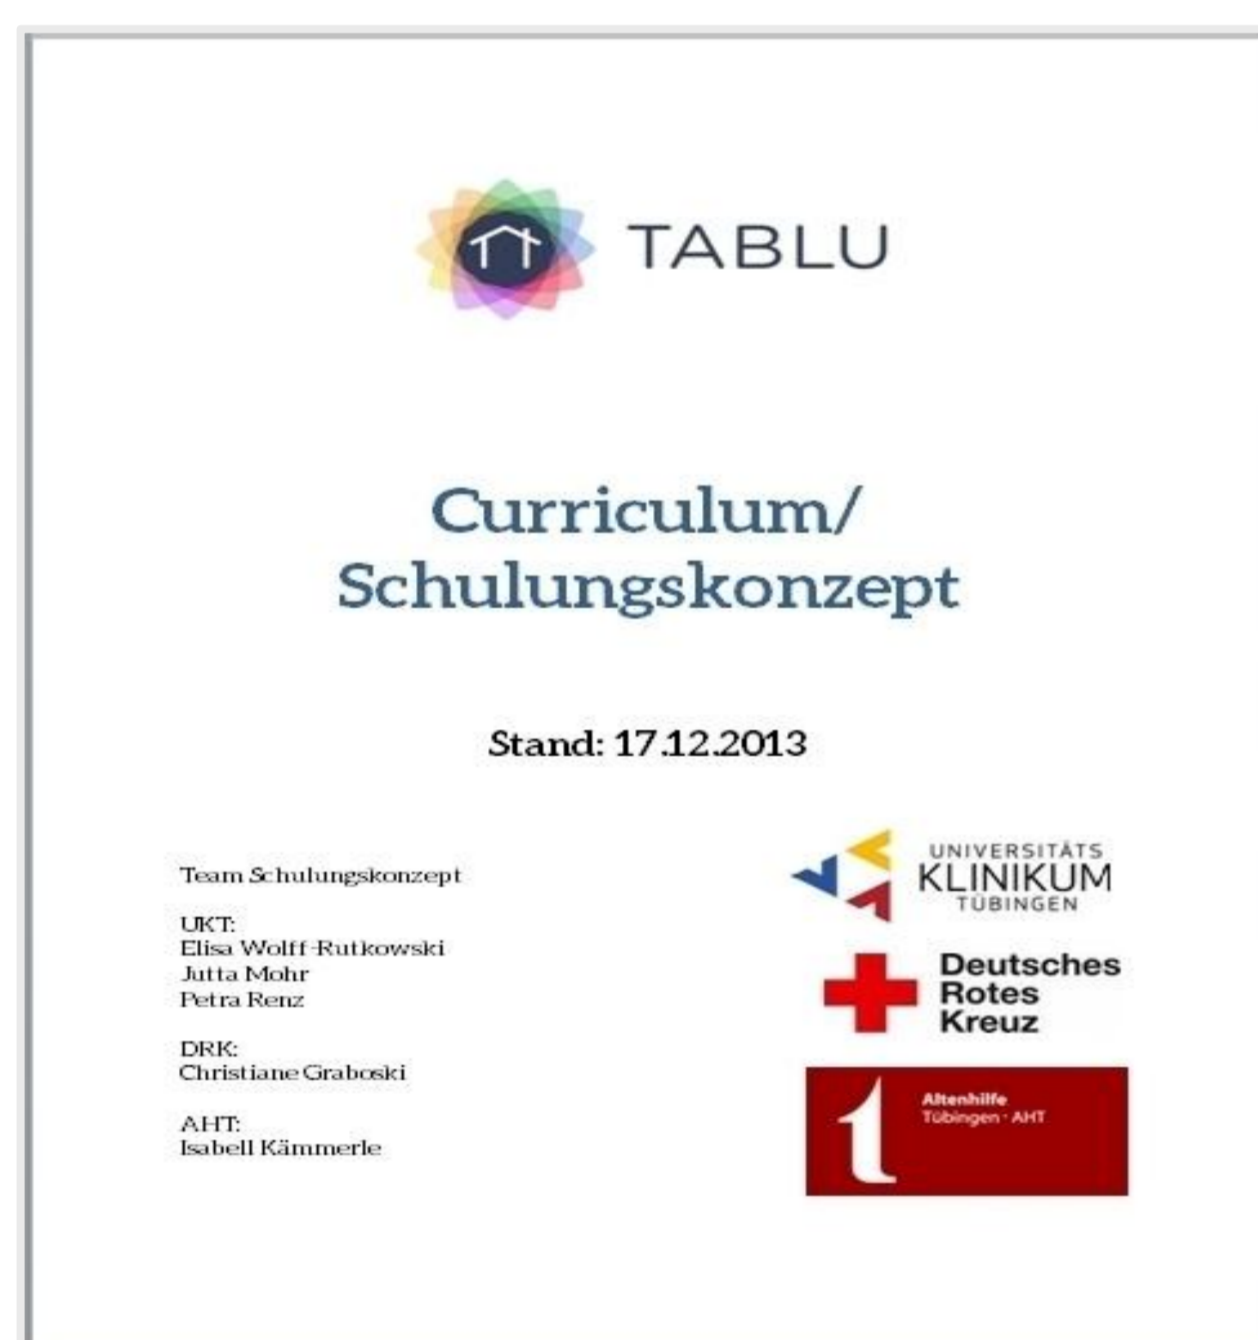 TABLU
Curriculum/
Schulungskonzept
Stand: 17.12.2013
Team Schulungskonzept
UKT:
Elisa Wolff-Rutkowski
Jutta Mohr
Petra Renz
DRK:
Christiane Graboski
AHT:
Isabell Kämmerle
UNIVERSITÄTS
KLINIKUM
TÜBINGEN
Deutsches
Rotes
Kreuz
t
Altenhilfe
Tübingen · AHT